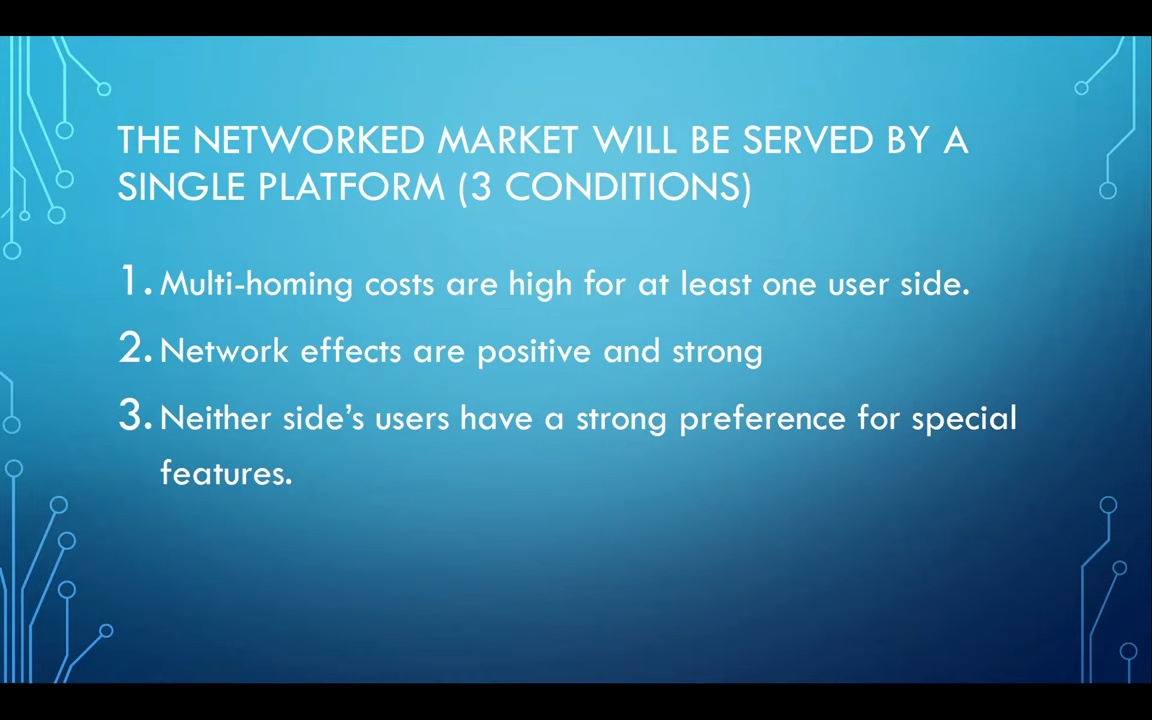 THE NETWORKED MARKET WILL BE SERVED BY A
SINGLE PLATFORM (3 CONDITIONS)
1. Multi-homing costs are high for at least one user side.
2. Network effects are positive and strong
3. Neither side’s users have a strong preference for special
features.